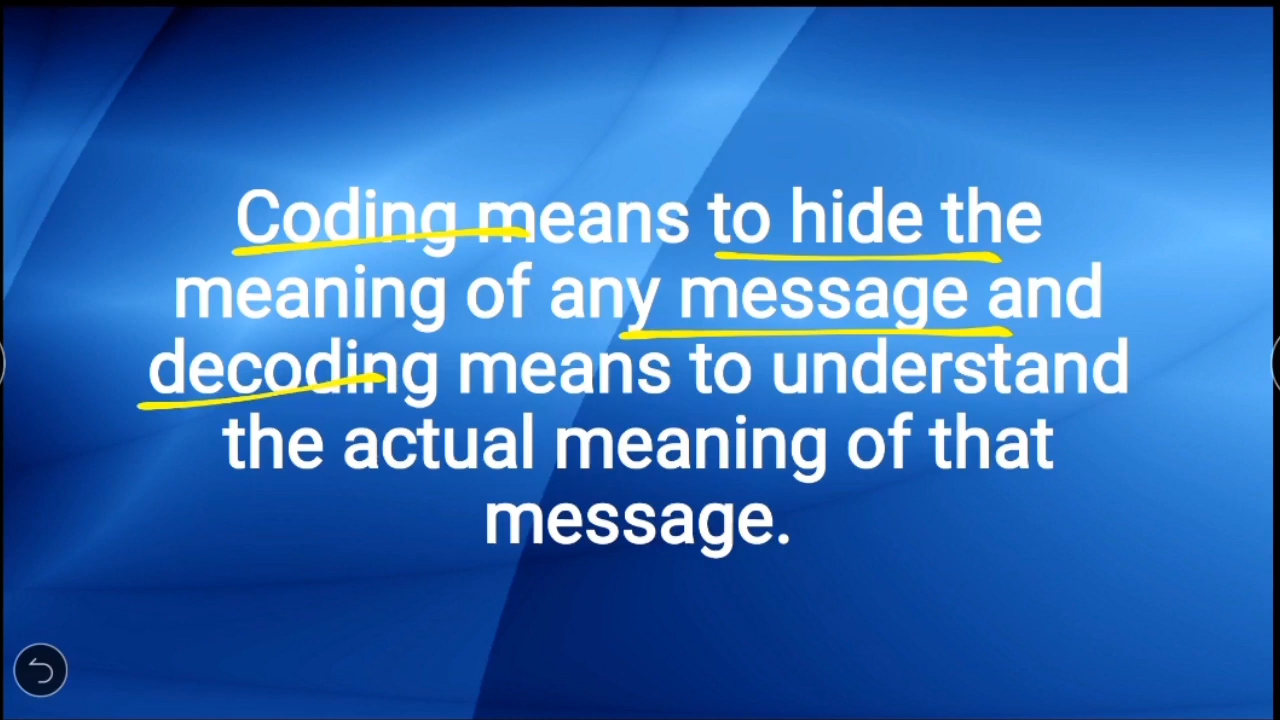 Coding means to hide the
meaning of any message and
decoding means to understand
the actual meaning of that
message.